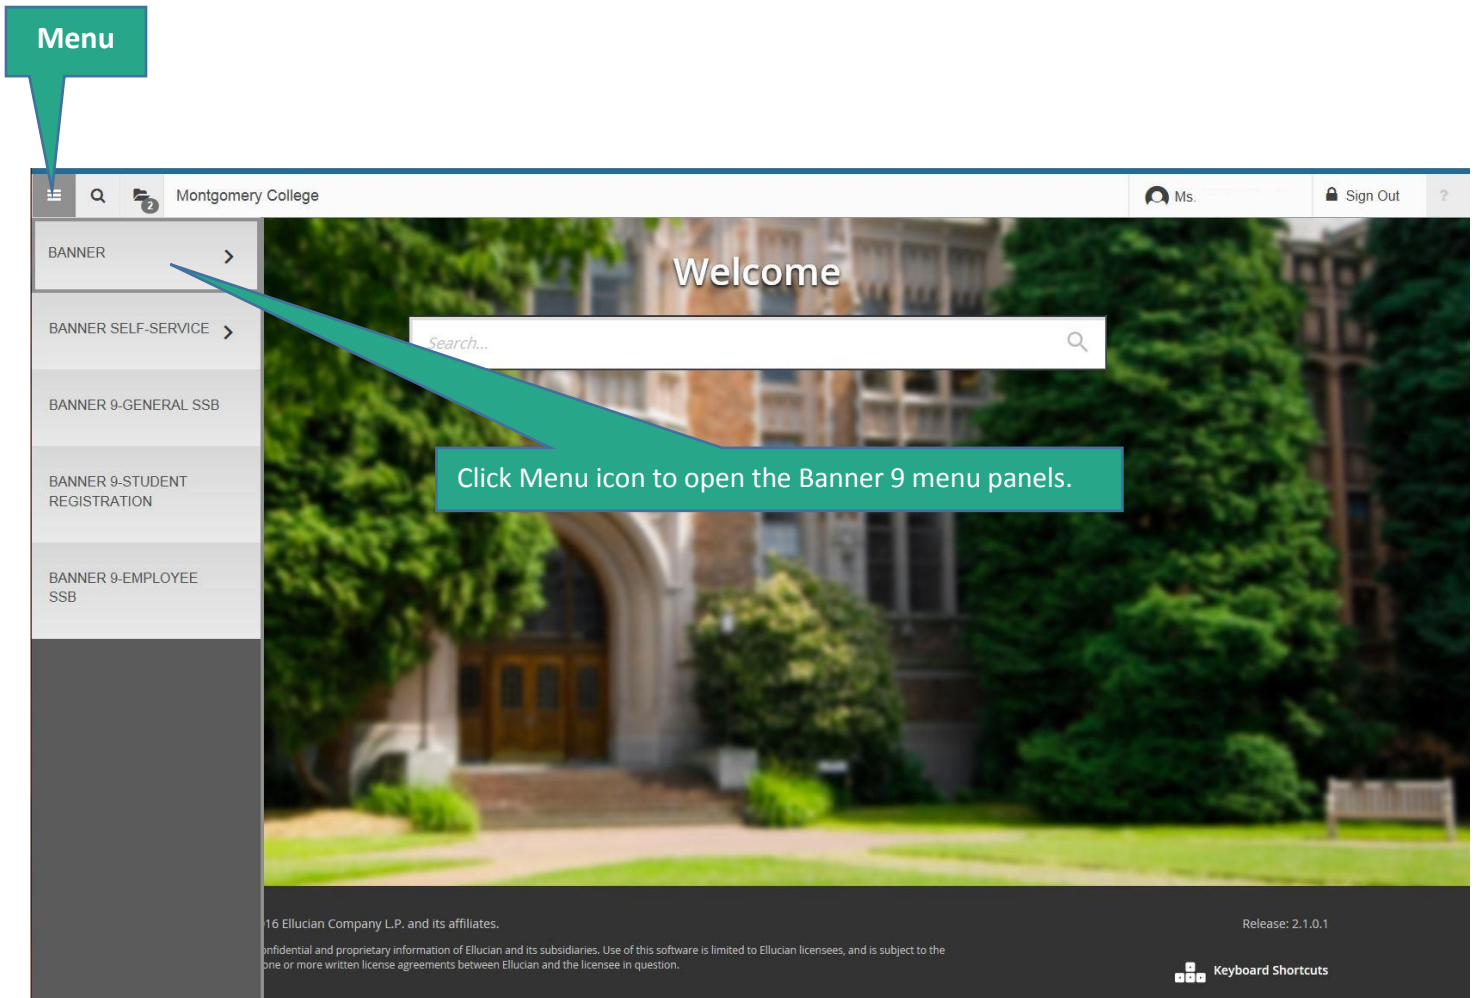 Menu
2
Montgomery College
Ms.
Sign Out
?
BANNER
Welcome
BANNER SELF-SERVICE
Search...
BANNER 9-GENERAL SSB
Click Menu icon to open the Banner 9 menu panels.
BANNER 9-STUDENT
REGISTRATION
BANNER 9-EMPLOYEE
SSB
16 Ellucian Company L.P. and its affiliates.
Release: 2.1.0.1
onfidential and proprietary information of Ellucian and its subsidiaries. Use of this software is limited to Ellucian licensees, and is subject to the
one or more written license agreements between Ellucian and the licensee in question.
Keyboard Shortcuts